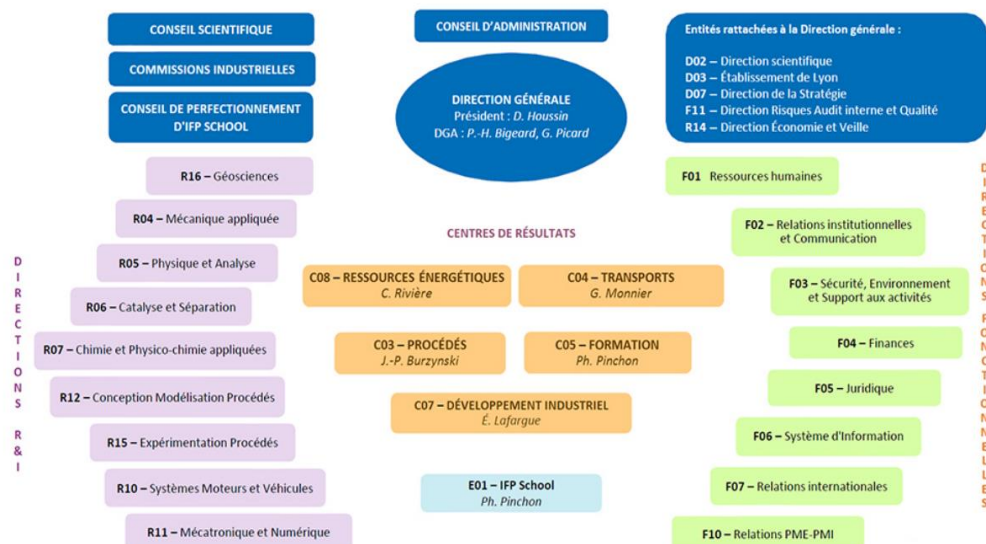 CONSEIL SCIENTIFIQUE
COMMISSIONS INDUSTRIELLES
CONSEIL DE PERFECTIONNEMENT
D'IFP SCHOOL
CONSEIL D'ADMINISTRATION
DIRECTION GÉNÉRALE
Président : D. Houssin
DGA : P.-H. Bigeard, G. Picard
Entités rattachées à la Direction générale :
D02 – Direction scientifique
D03 – Établissement de Lyon
D07 – Direction de la Stratégie
F11 – Direction Risques Audit interne et Qualité
R14 – Direction Économie et Veille
DIRECTIONS R&I
R16 – Géosciences
R04 – Mécanique appliquée
R05 – Physique et Analyse
R06 – Catalyse et Séparation
R07 – Chimie et Physico-chimie appliquées
R12 – Conception Modélisation Procédés
R15 – Expérimentation Procédés
R10 – Systèmes Moteurs et Véhicules
R11 – Mécatronique et Numérique
CENTRES DE RÉSULTATS
C08 – RESSOURCES ÉNERGÉTIQUES
C. Rivière
C04 – TRANSPORTS
G. Monnier
C03 – PROCÉDÉS
J.-P. Burzynski
C05 – FORMATION
Ph. Pinchon
C07 – DÉVELOPPEMENT INDUSTRIEL
É. Lafargue
E01 – IFP School
Ph. Pinchon
F01 Ressources humaines
F02 – Relations institutionnelles
et Communication
F03 – Sécurité, Environnement
et Support aux activités
F04 – Finances
F05 – Juridique
F06 – Système d'Information
F07 – Relations internationales
F10 – Relations PME-PMI
DIRECTIONS FONCTIONNELLES